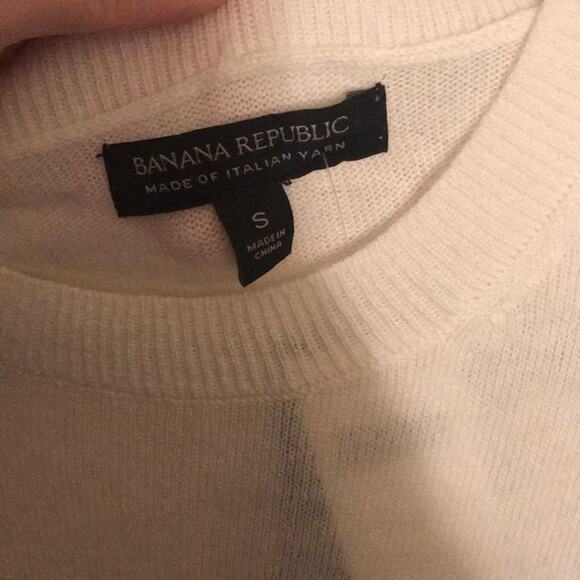 BANANA REPUBLIC
MADE OF ITALIAN YARN
S
MADE IN
CHINA